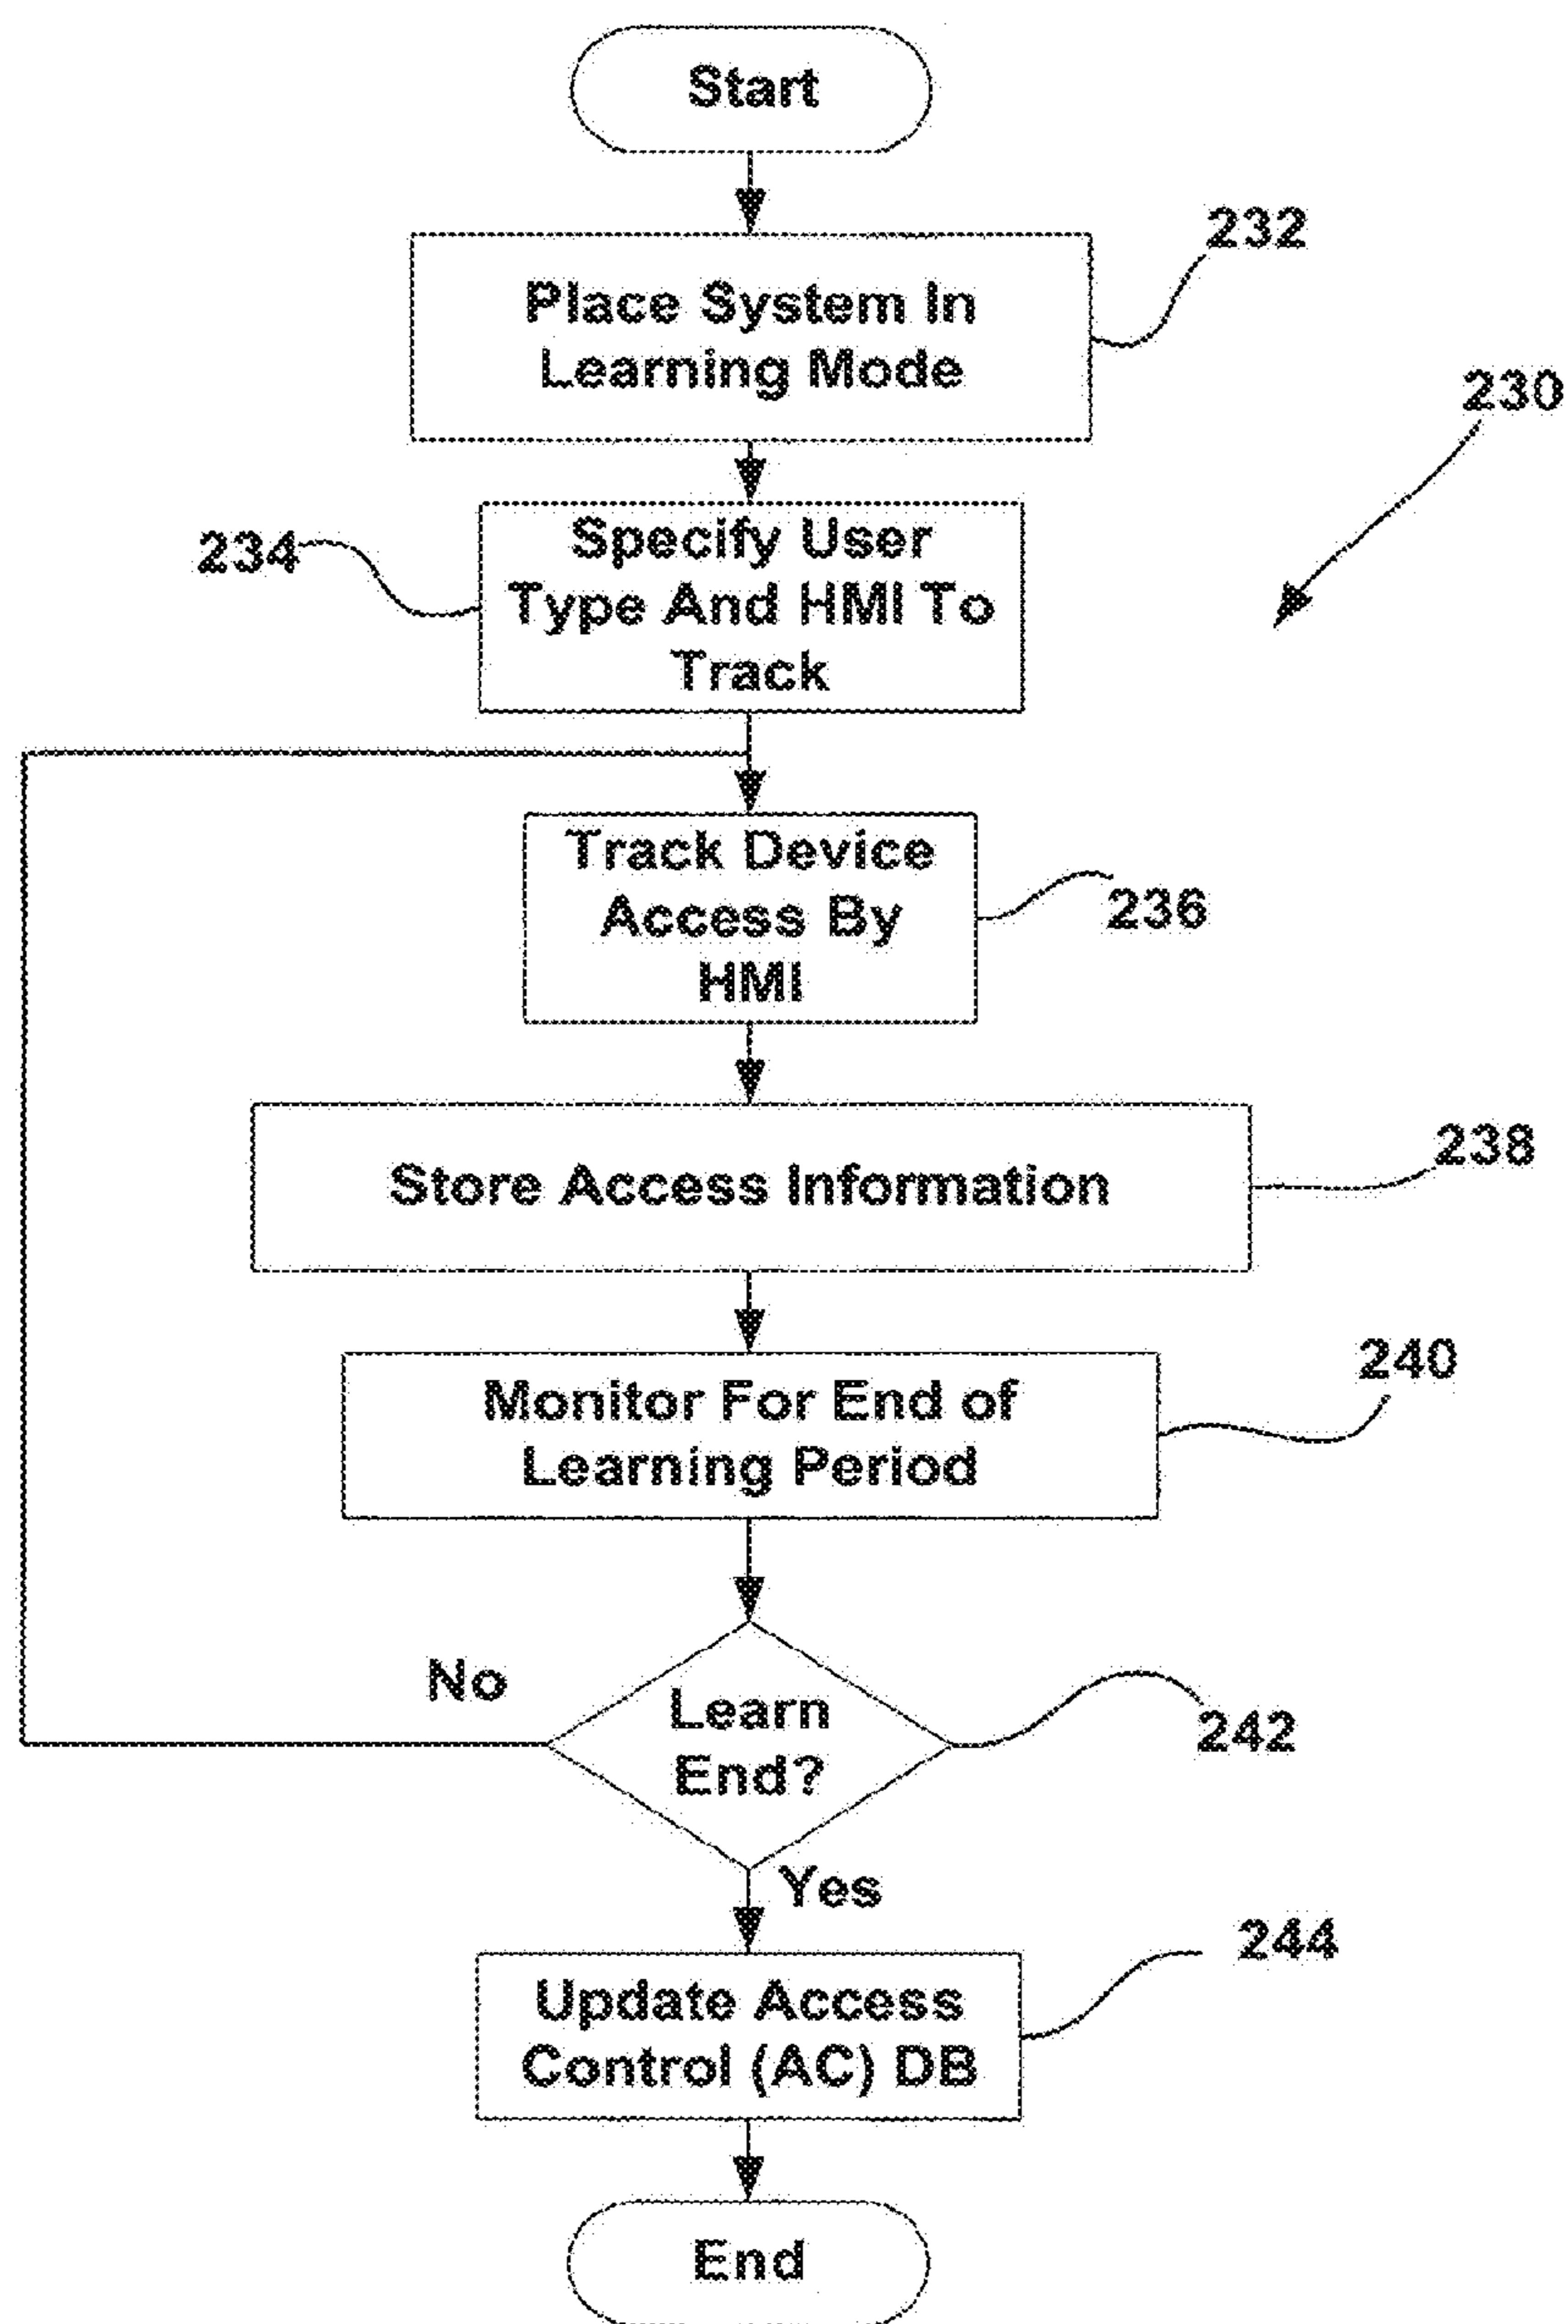 Start
232
Place System In
Learning Mode
230
234
Specify User
Type And HMI To
Track
Track Device
Access By
HMI
236
238
Store Access Information
240
Monitor For End of
Learning Period
No
Learn
End?
242
Yes
244
Update Access
Control (AC) DB
End